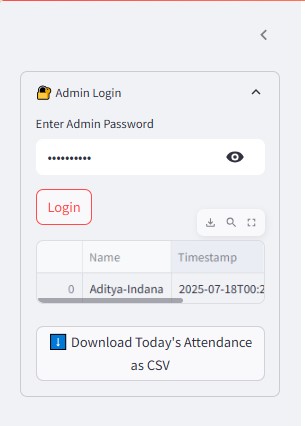 Admin Login
Enter Admin Password
••••••••••
Login
Name Timestamp
0 Aditya-Indana 2025-07-18T00:2
Download Today's Attendance
as CSV